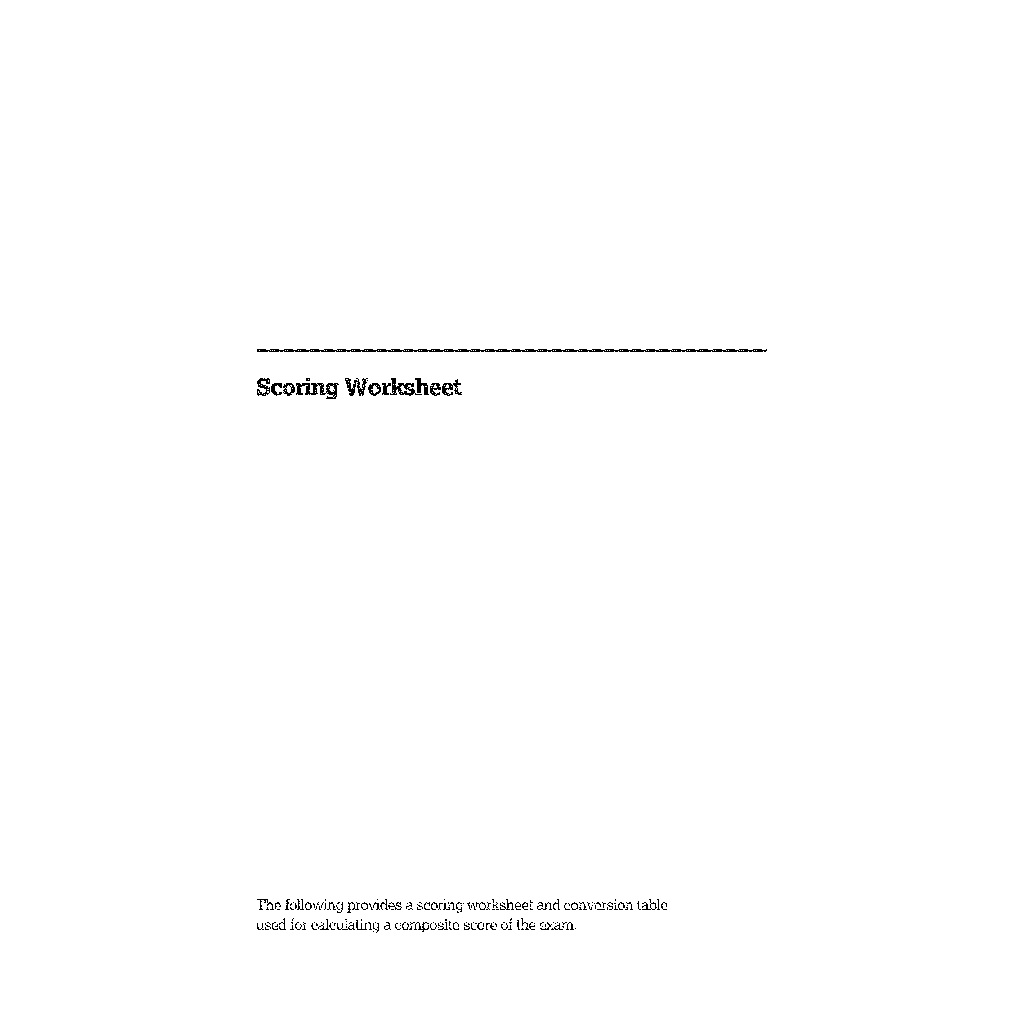 Scoring Worksheet
The following provides a scoring worksheet and conversion table
used for calculating a composite score of the exam.